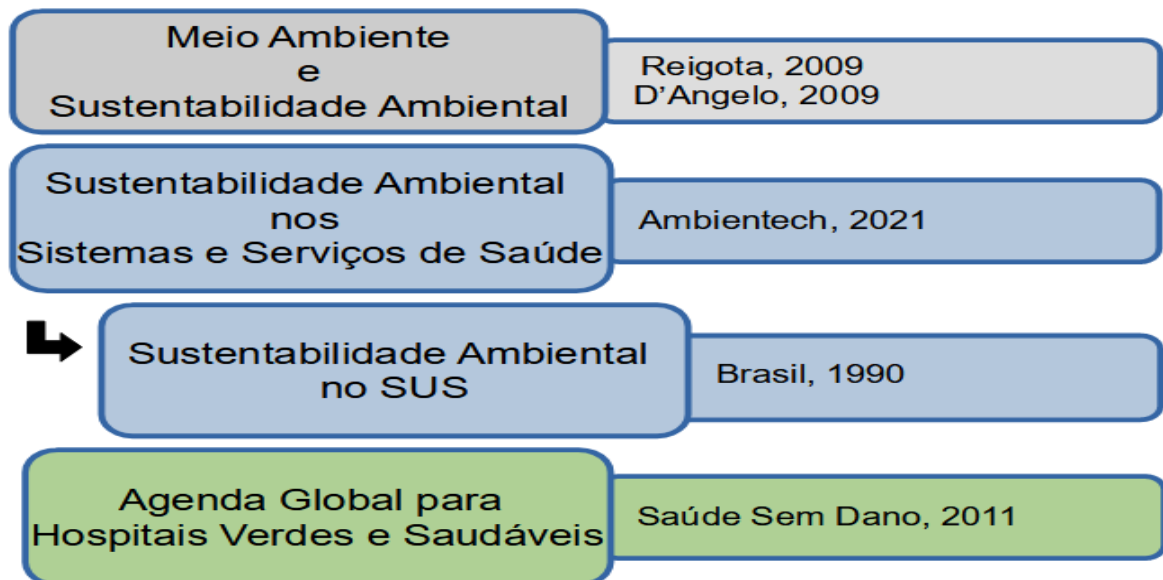 Meio Ambiente
e
Sustentabilidade Ambiental
Reigota, 2009
D'Angelo, 2009
Sustentabilidade Ambiental
nos
Sistemas e Serviços de Saúde
Ambientech, 2021
Sustentabilidade Ambiental
no SUS
Brasil, 1990
Agenda Global para
Hospitais Verdes e Saudáveis
Saúde Sem Dano, 2011